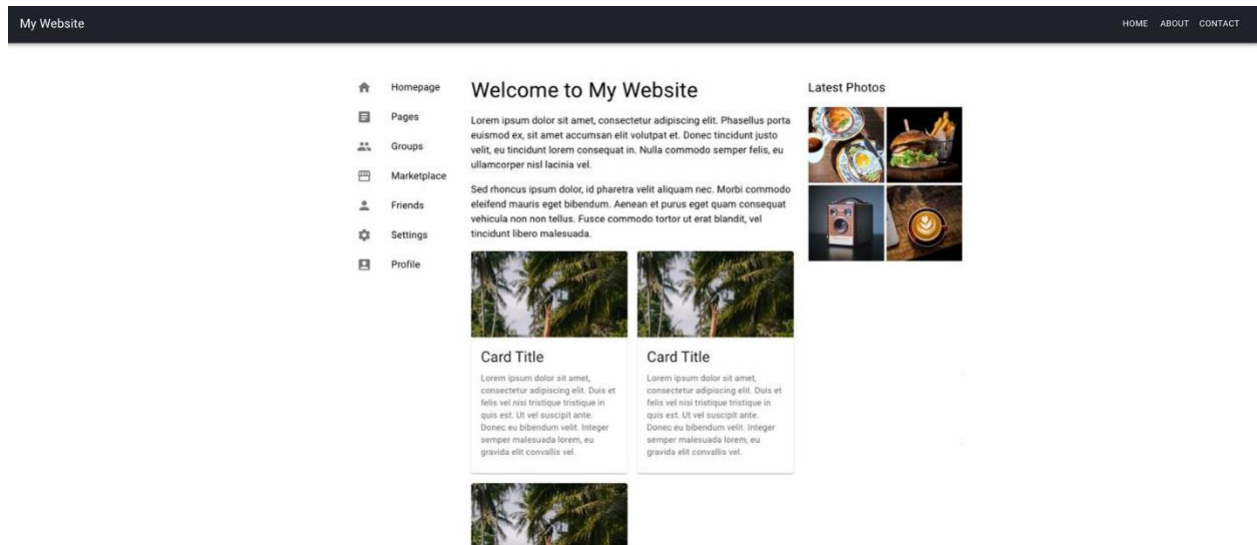 My Website
HOME ABOUT CONTACT
Homepage
Pages
Groups
Marketplace
Friends
Settings
Profile
Welcome to My Website
Lorem ipsum dolor sit amet, consectetur adipiscing elit. Phasellus porta
euismod ex, sit amet accumsan elit volutpat et. Donec tincidunt justo
velit, eu tincidunt lorem consequat in. Nulla commodo semper felis, eu
ullamcorper nisl lacinia vel.
Sed rhoncus ipsum dolor, id pharetra velit aliquam nec. Morbi commodo
eleifend mauris eget bibendum. Aenean et purus eget quam consequat
vehicula non non tellus. Fusce commodo tortor ut erat blandit, vel
tincidunt libero malesuada.
Card Title
Lorem ipsum dolor sit amet,
consectetur adipiscing elit. Duis et
felis vel nisi tristique tristique in
quis est. Ut vel suscipit ante.
Donec eu bibendum velit. Integer
semper malesuada lorem, eu
gravida elit convallis vel.
Card Title
Lorem ipsum dolor sit amet,
consectetur adipiscing elit. Duis et
felis vel nisi tristique tristique in
quis est. Ut vel suscipit ante.
Donec eu bibendum velit. Integer
semper malesuada lorem, eu
gravida elit convallis vel.
Latest Photos